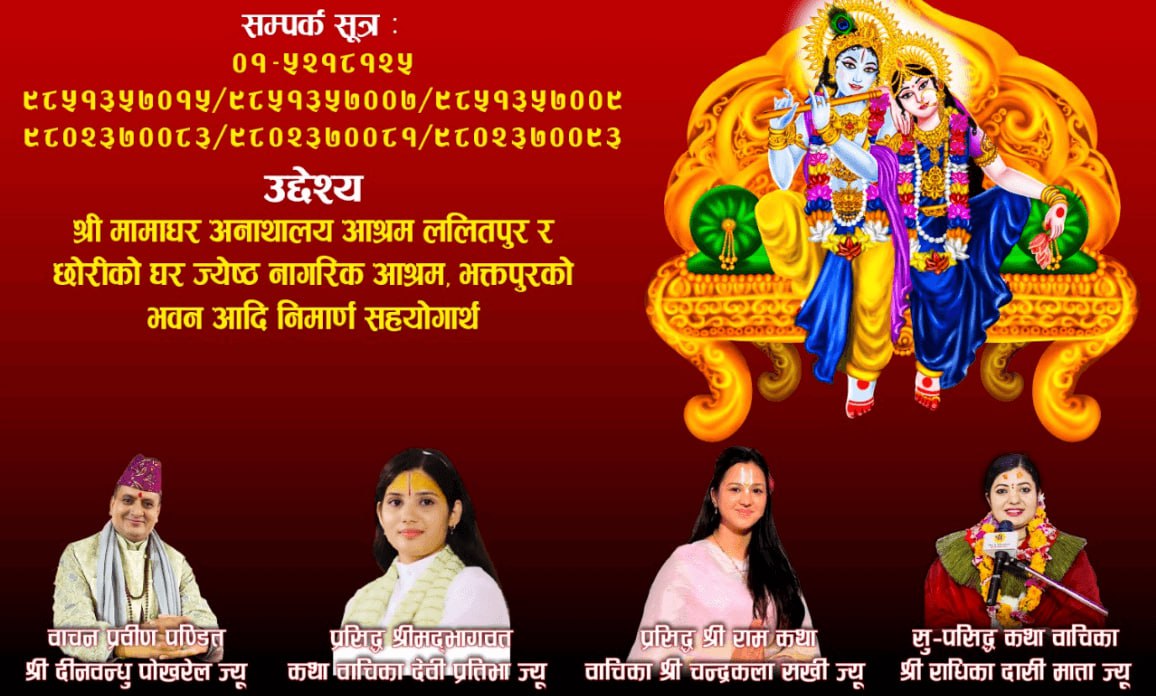 सम्पर्क सूत्र :
०१-५२१८१२५
९८५१३५७०१५/९८५१३५७००७/९८५१३५७००९
९८०२३७००८३/९८०२३७००८१/९८०२३७००९३
उद्देश्य
श्री मामाघर अनाथालय आश्रम ललितपुर र
छोरीको घर ज्येष्ठ नागरिक आश्रम, भक्तपुरको
भवन आदि निमार्ण सहयोगार्थ
वाचन प्रवीण पण्डित
श्री दीनवन्धु पोखरेल ज्यू
प्रसिद्ध श्रीमद्भागवत
कथा वाचिका देवी प्रतिभा ज्यू
प्रसिद्ध श्री राम कथा
वाचिका श्री चन्द्रकला सखी ज्यू
सु-पसिद्ध कथा वाचिका
श्री राधिका दासी माता ज्यू